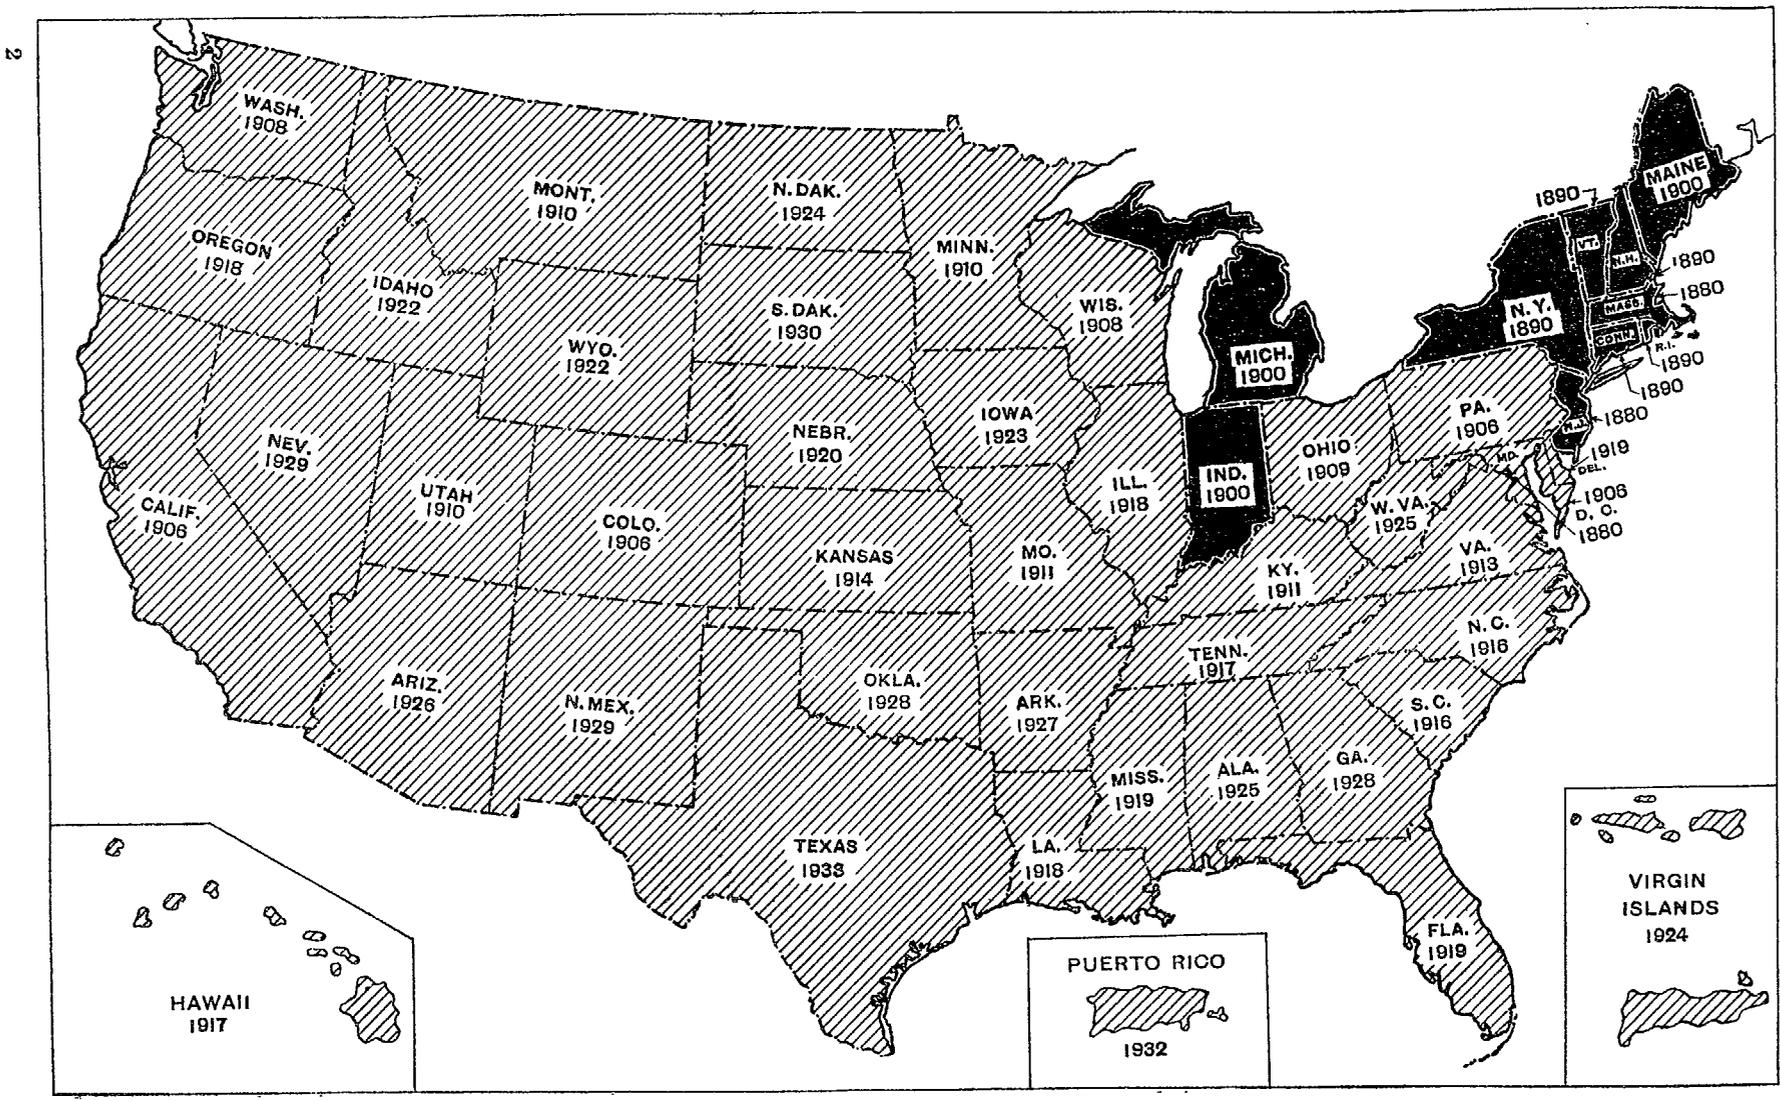 2
WASH.
1908
MONT.
1910
N. DAK.
1924
MINN.
1910
OREGON
1918
IDAHO
1922
S. DAK.
1930
WIS.
1908
WYO.
1922
MICH.
1900
MAINE
1900
1890
VT.
N.H.
1890
N.Y.
1890
MASS.
1880
CONN.
R.I.
1890
1890
IOWA
1923
NEBR.
1920
NEV.
1929
PA.
1906
N.J.
1880
OHIO
1909
IND.
1900
ILL.
1918
MD.
1919
DEL.
1906
D. C.
1880
UTAH
1910
CALIF.
1906
COLO.
1906
KANSAS
1914
MO.
1911
W. VA.
1925
VA.
1913
KY.
1911
N. C.
1916
TENN.
1917
ARIZ.
1926
N. MEX.
1929
OKLA.
1928
ARK.
1927
S. C.
1916
MISS.
1919
ALA.
1925
GA.
1928
TEXAS
1933
LA.
1918
FLA.
1919
VIRGIN
ISLANDS
1924
HAWAII
1917
PUERTO RICO
1932